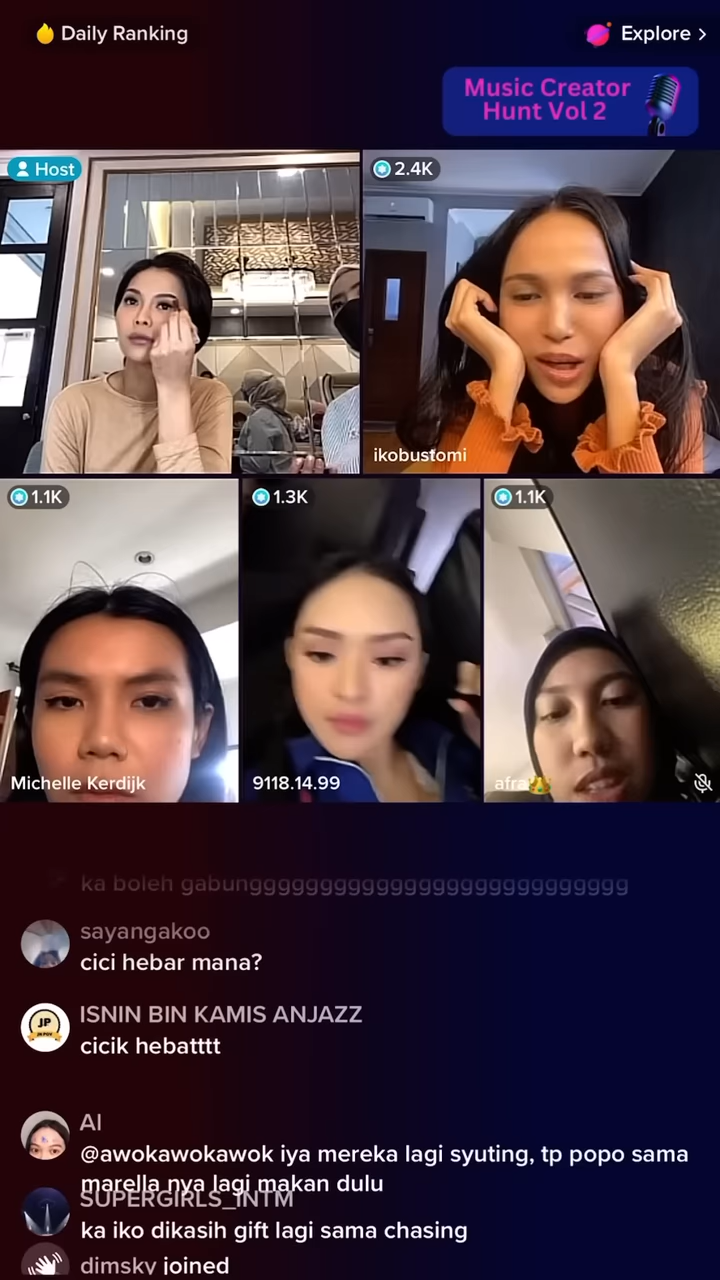 Daily Ranking
Explore >
Music Creator
Hunt Vol 2
Host
2.4K
ikobustomi
1.1K
1.3K
1.1K
Michelle Kerdijk
9118.14.99
afra
ka boleh gabungggggggggggggggggggggggggggg
sayangakoo
cici hebar mana?
JP
ISNIN BIN KAMIS ANJAZZ
cicik hebatttt
Al
@awokawokawok iya mereka lagi syuting, tp popo sama
marella nya lagi makan dulu
SUPERGIRLS_INTM
ka iko dikasih gift lagi sama chasing
dimsky joined